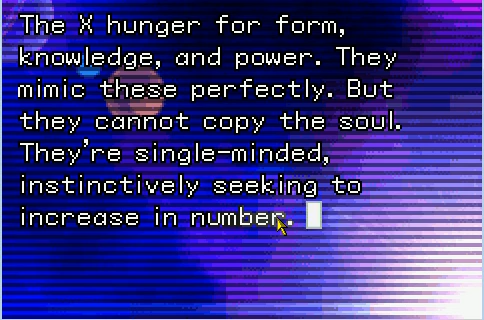 The X hunger for form,
knowledge, and power. They
mimic these perfectly. But
they cannot copy the soul.
They're single-minded,
instinctively seeking to
increase in number.